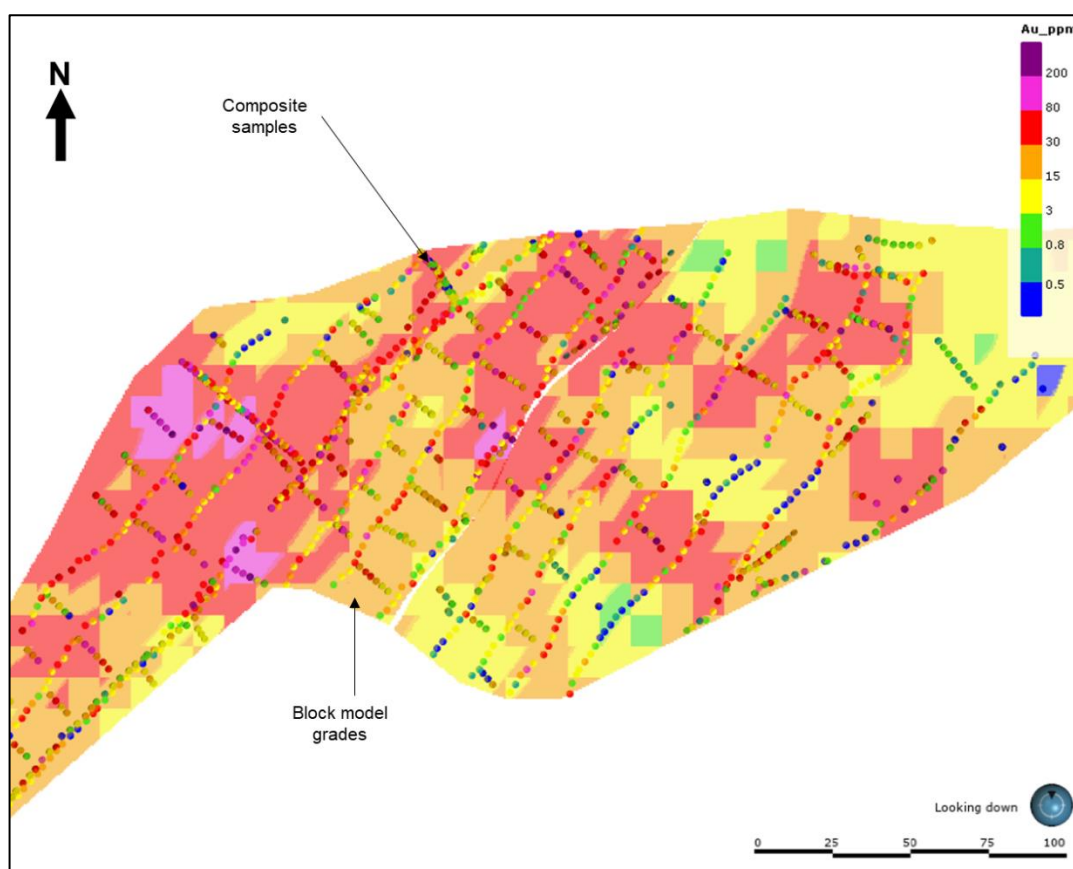 Au_ppm
200
80
30
15
3
0.8
0.5
N
Composite
samples
Block model
grades
Looking down
0 25 50 75 100